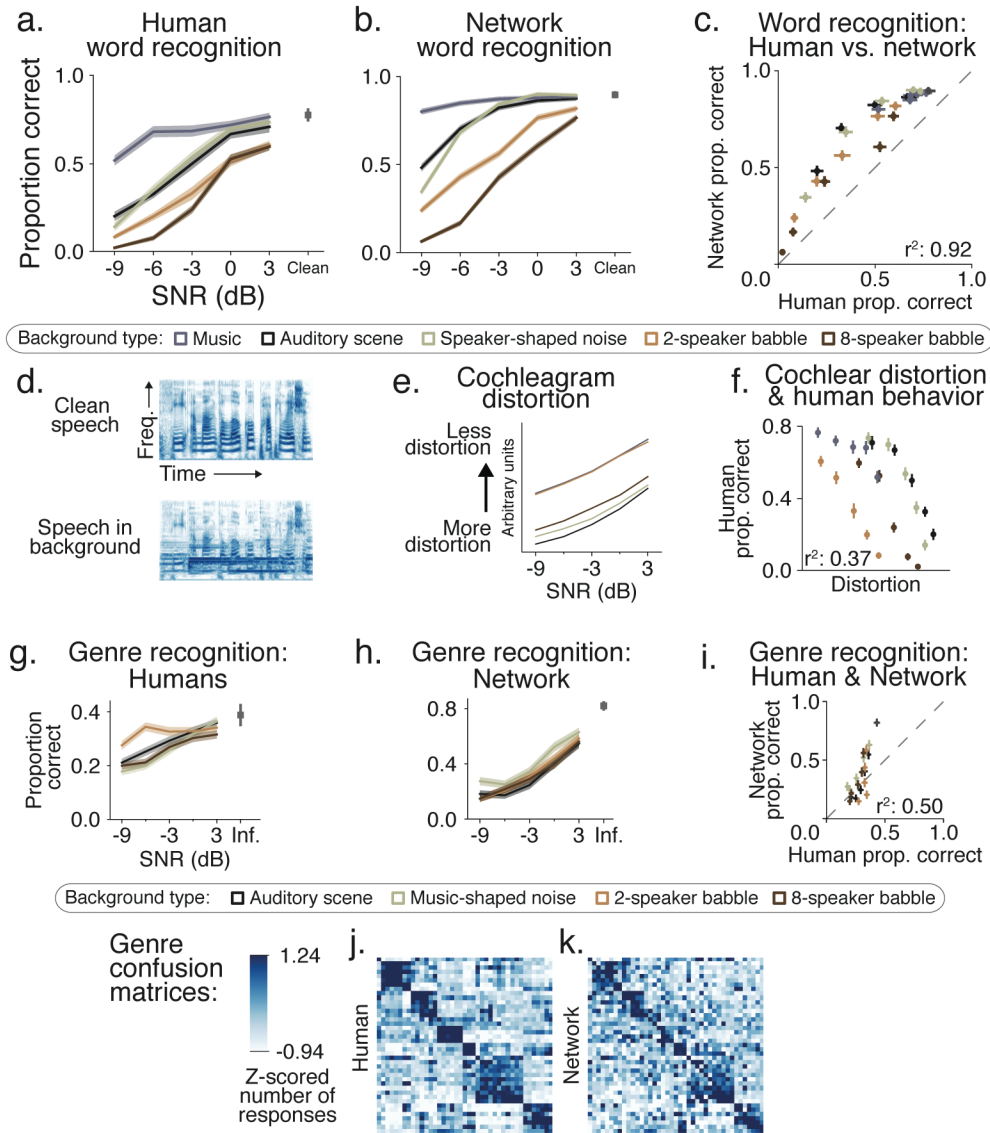 a. Human
word recognition
Proportion correct
1.0
0.5
0.0
-9 -6 -3 0 3 Clean
SNR (dB)
b. Network
word recognition
1.0
0.5
0.0
-9 -6 -3 0 3 Clean
c. Word recognition:
Human vs. network
Network prop. correct
1.0
0.5
0.0 0.5 1.0
r²: 0.92
Human prop. correct
Background type: Music Auditory scene Speaker-shaped noise 2-speaker babble 8-speaker babble
d.
Clean
speech
Freq.
Time
Speech in
background
e. Cochleagram
distortion
Less
distortion
More
distortion
Arbitrary units
-9 -3 3
SNR (dB)
f. Cochlear distortion
& human behavior
Human
prop. correct
0.8
0.4
0.0
r²: 0.37
Distortion
g. Genre recognition:
Humans
Proportion
correct
0.4
0.2
0.0
-9 -3 3 Inf.
SNR (dB)
h. Genre recognition:
Network
0.8
0.4
0.0
-9 -3 3 Inf.
i. Genre recognition:
Human & Network
Network
prop. correct
1.0
0.5
0.0 0.5 1.0
r²: 0.50
Human prop. correct
Background type: Auditory scene Music-shaped noise 2-speaker babble 8-speaker babble
Genre
confusion
matrices:
1.24
-0.94
Z-scored
number of
responses
j.
Human
k.
Network